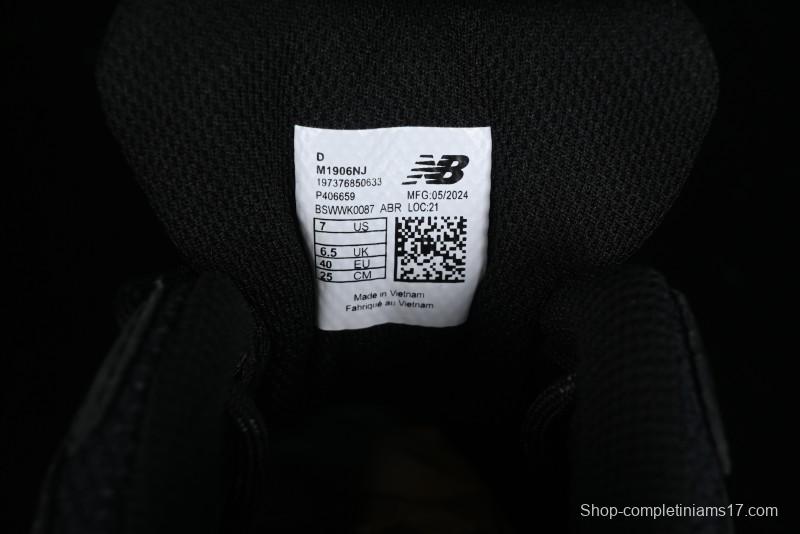 D
M1906NJ
197376850633
P406659 MFG:05/2024
BSWWK0087 ABR LOC:21
NB
7 US
6.5 UK
40 EU
25 CM
Made in Vietnam
Fabriqué au Vietnam
Shop-completiniams17.com